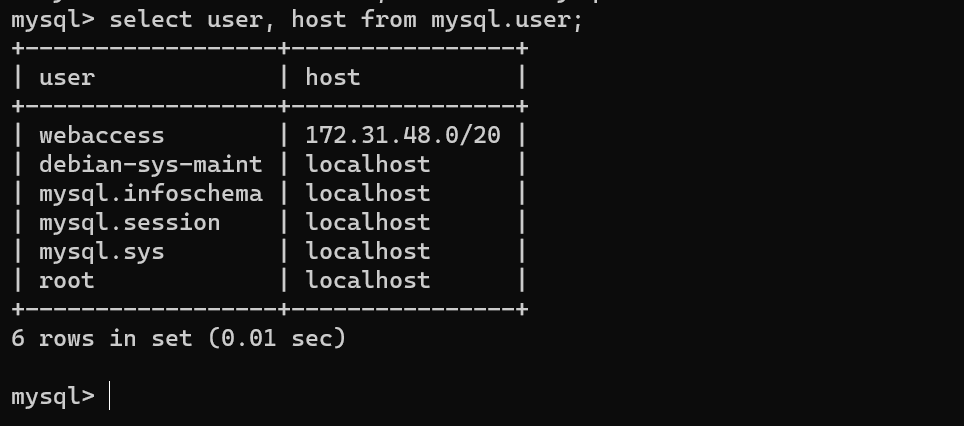 mysql> select user, host from mysql.user;
+------------------+----------------+
| user             | host           |
+------------------+----------------+
| webaccess        | 172.31.48.0/20 |
| debian-sys-maint | localhost      |
| mysql.infoschema | localhost      |
| mysql.session    | localhost      |
| mysql.sys        | localhost      |
| root             | localhost      |
+------------------+----------------+
6 rows in set (0.01 sec)
mysql>